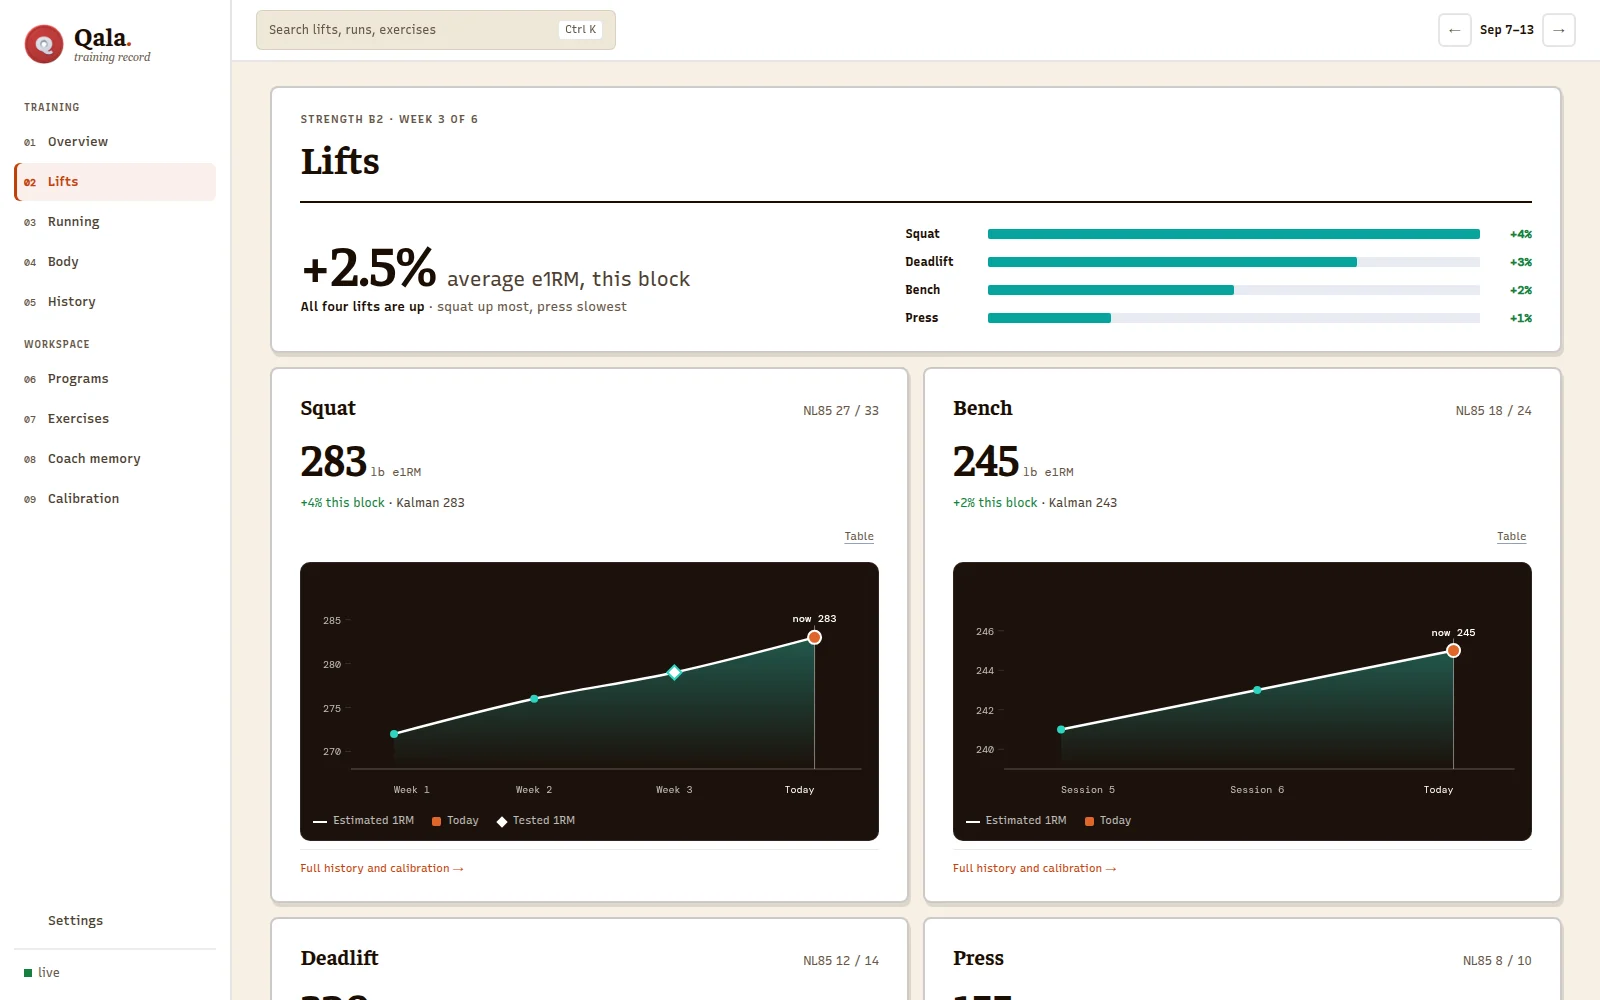 Qala.
training record
TRAINING
01 Overview
02 Lifts
03 Running
04 Body
05 History
WORKSPACE
06 Programs
07 Exercises
08 Coach memory
09 Calibration
Settings
live
Search lifts, runs, exercises Ctrl K
← Sep 7–13 →
STRENGTH B2 · WEEK 3 OF 6
Lifts
+2.5% average e1RM, this block
All four lifts are up · squat up most, press slowest
Squat +4%
Deadlift +3%
Bench +2%
Press +1%
Squat NL85 27 / 33
283 lb e1RM
+4% this block · Kalman 283
Table
now 283
285
280
275
270
Week 1 Week 2 Week 3 Today
Estimated 1RM Today Tested 1RM
Full history and calibration →
Bench NL85 18 / 24
245 lb e1RM
+2% this block · Kalman 243
Table
now 245
246
244
242
240
Session 5 Session 6 Today
Estimated 1RM Today
Full history and calibration →
Deadlift NL85 12 / 14
Press NL85 8 / 10